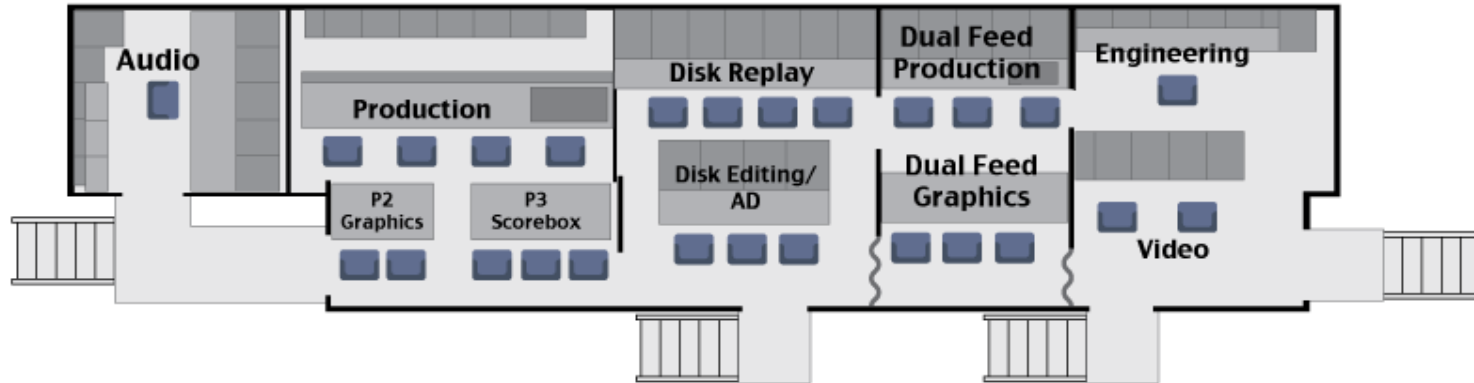 Audio
Production
P2
Graphics
P3
Scorebox
Disk Replay
Disk Editing/
AD
Dual Feed
Production
Dual Feed
Graphics
Engineering
Video